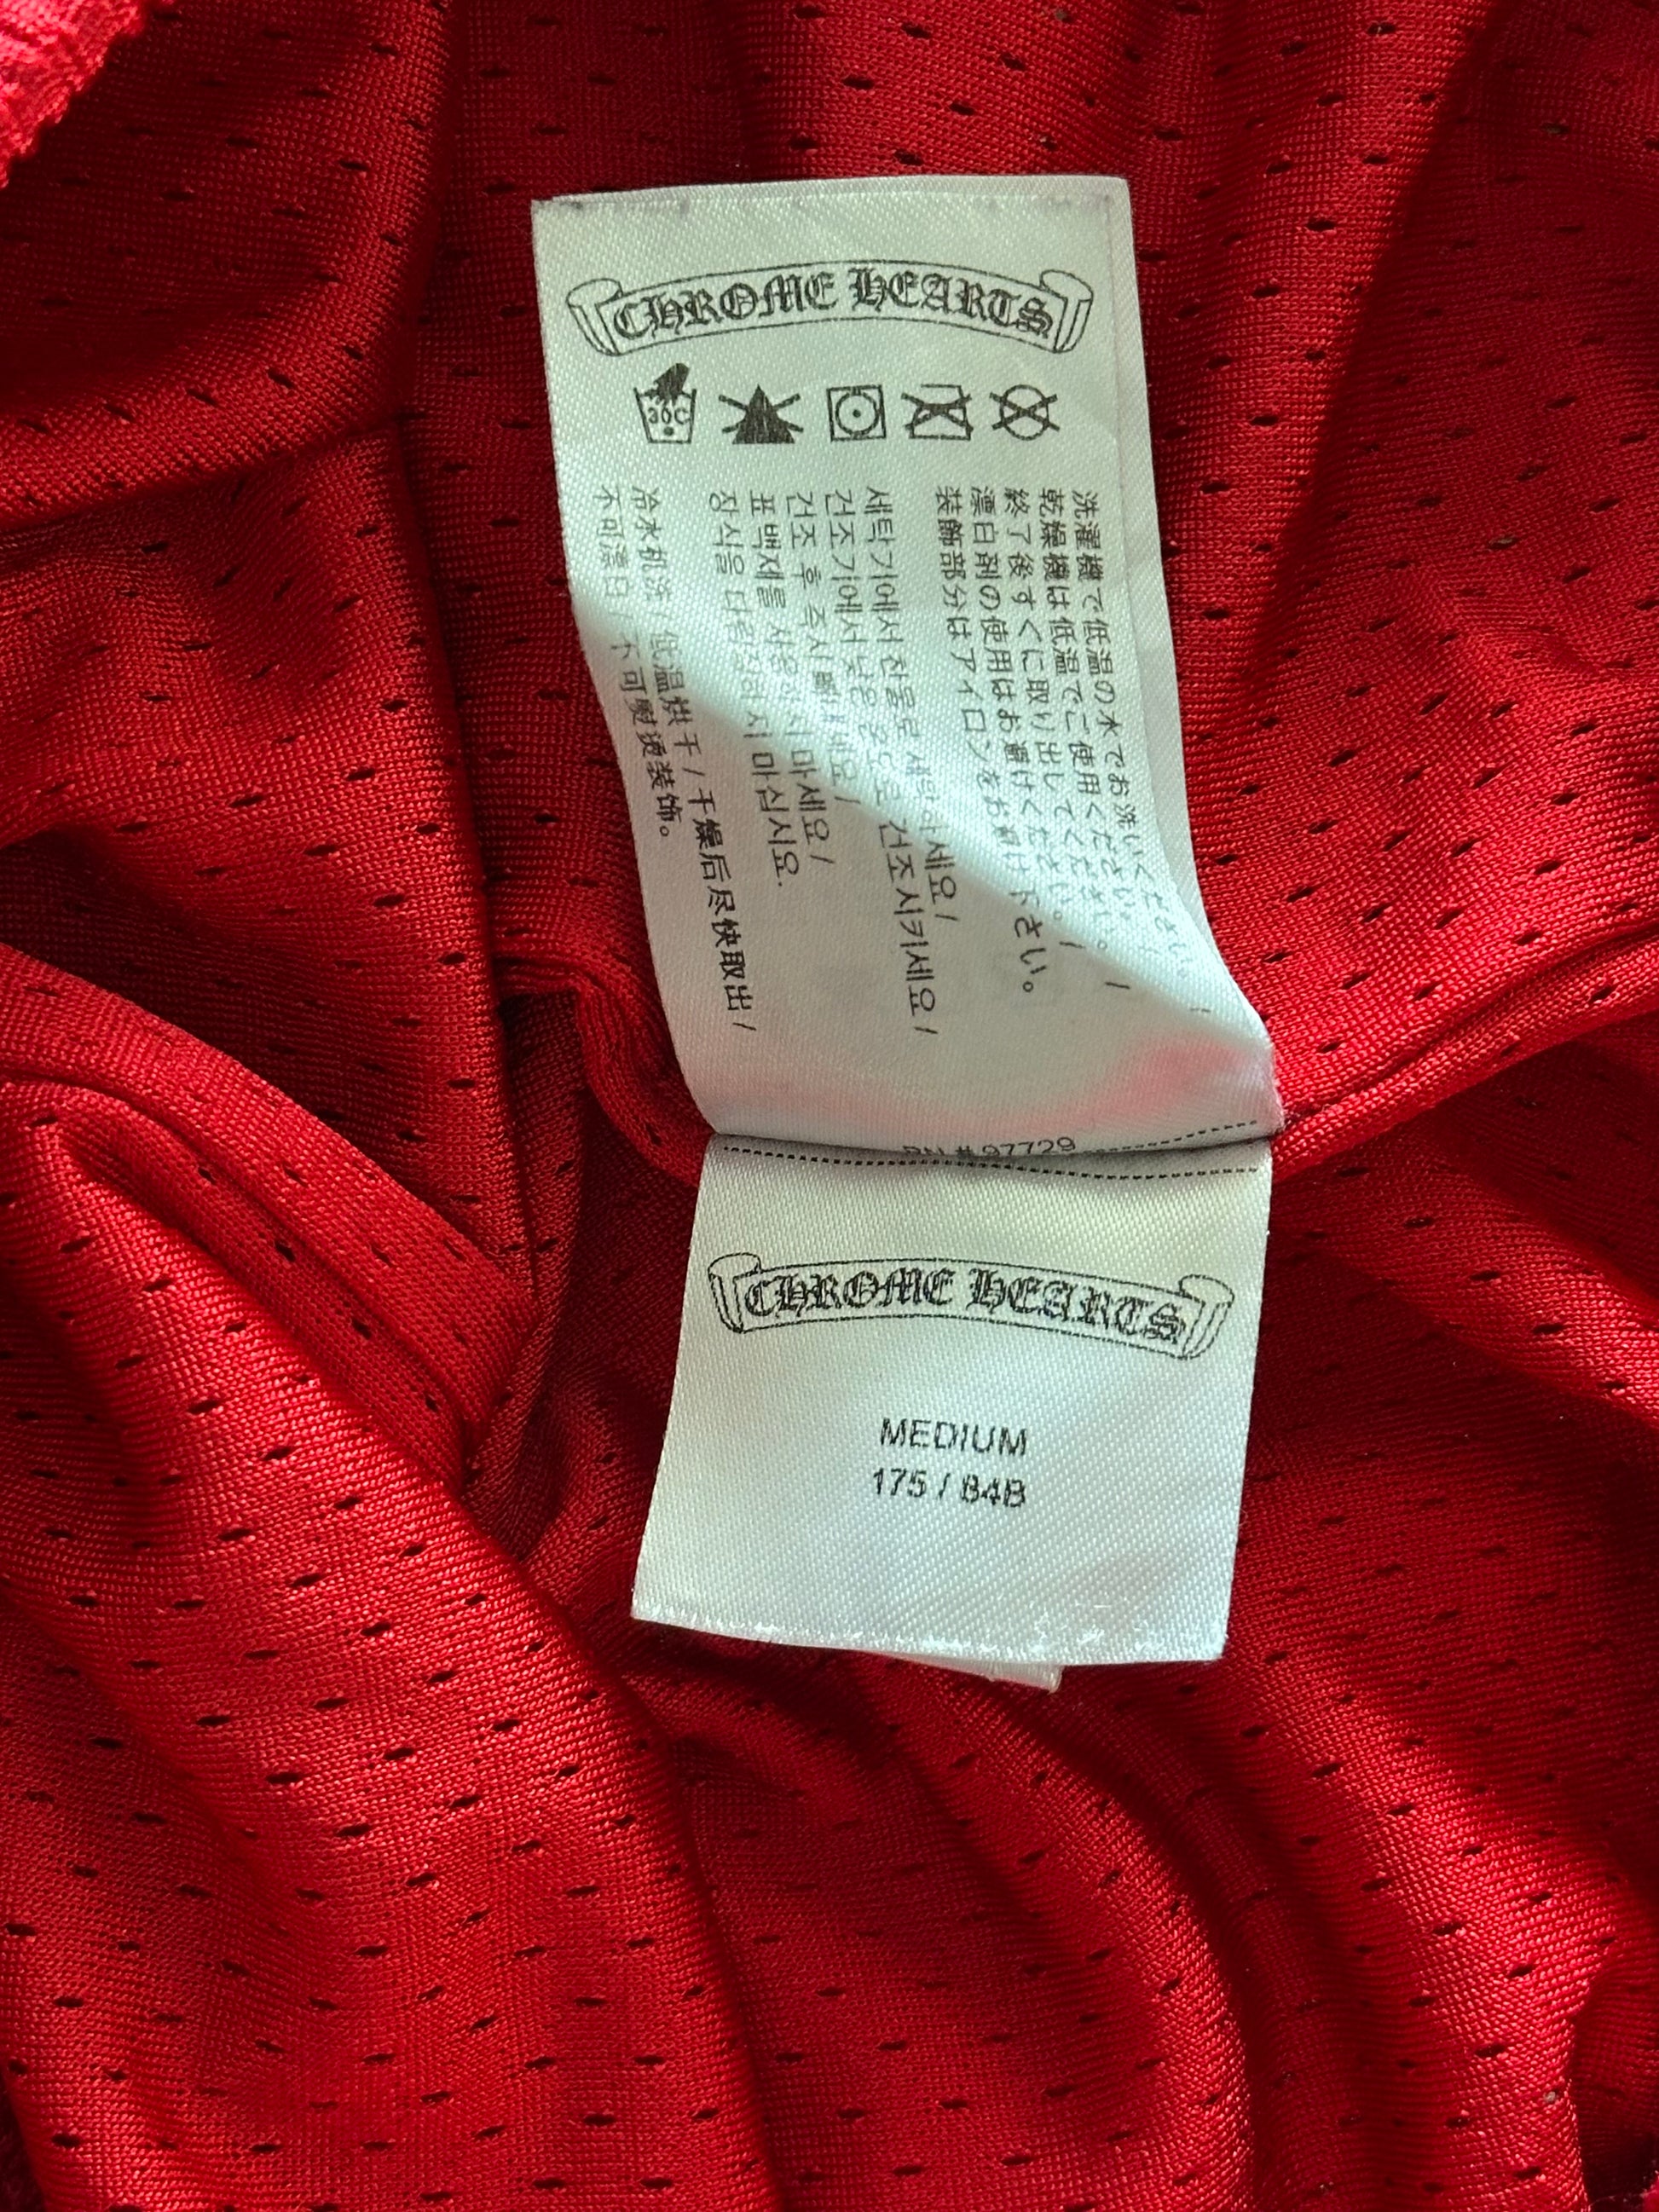 CHROME HEARTS
30C
洗濯機で低温の水でお洗いください。/
乾燥機は低温でご使用ください。/
終了後すぐに取り出してください。/
漂白剤の使用はお避けください。/
装飾部分はアイロンをお避け下さい。
세탁기에서 찬물로 세탁하세요 /
건조기에서 낮은 온도로 건조시키세요 /
건조 후 즉시 빼내세요 /
표백제를 사용하지 마세요 /
장식을 다림질하지 마십시오.
冷水机洗 / 低温烘干 / 干燥后尽快取出 /
不可漂白 / 不可熨烫装饰。
RN # 97729
CHROME HEARTS
MEDIUM
175 / 84B